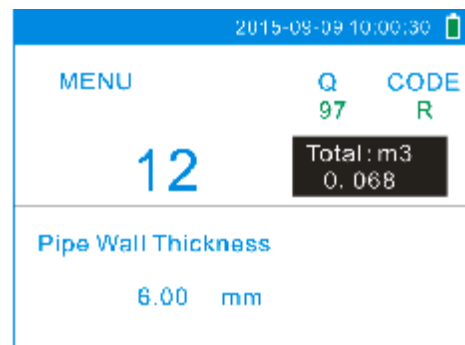 2015-09-09 10:00:30
MENU Q CODE
97 R
12 Total:m3
0.068
Pipe Wall Thickness
6.00 mm